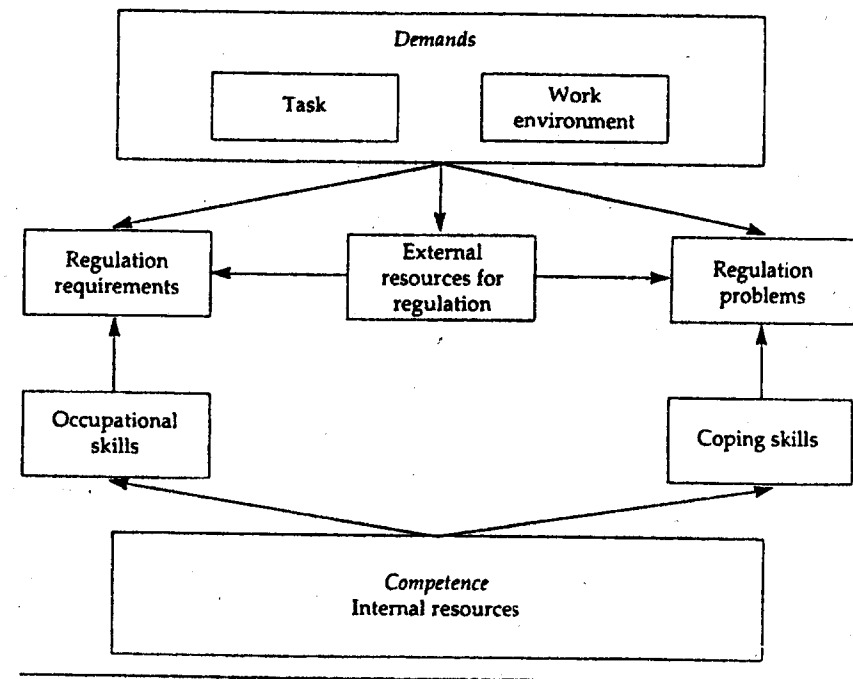 Demands
Task
Work
environment
Regulation
requirements
External
resources for
regulation
Regulation
problems
Occupational
skills
Coping skills
Competence
Internal resources